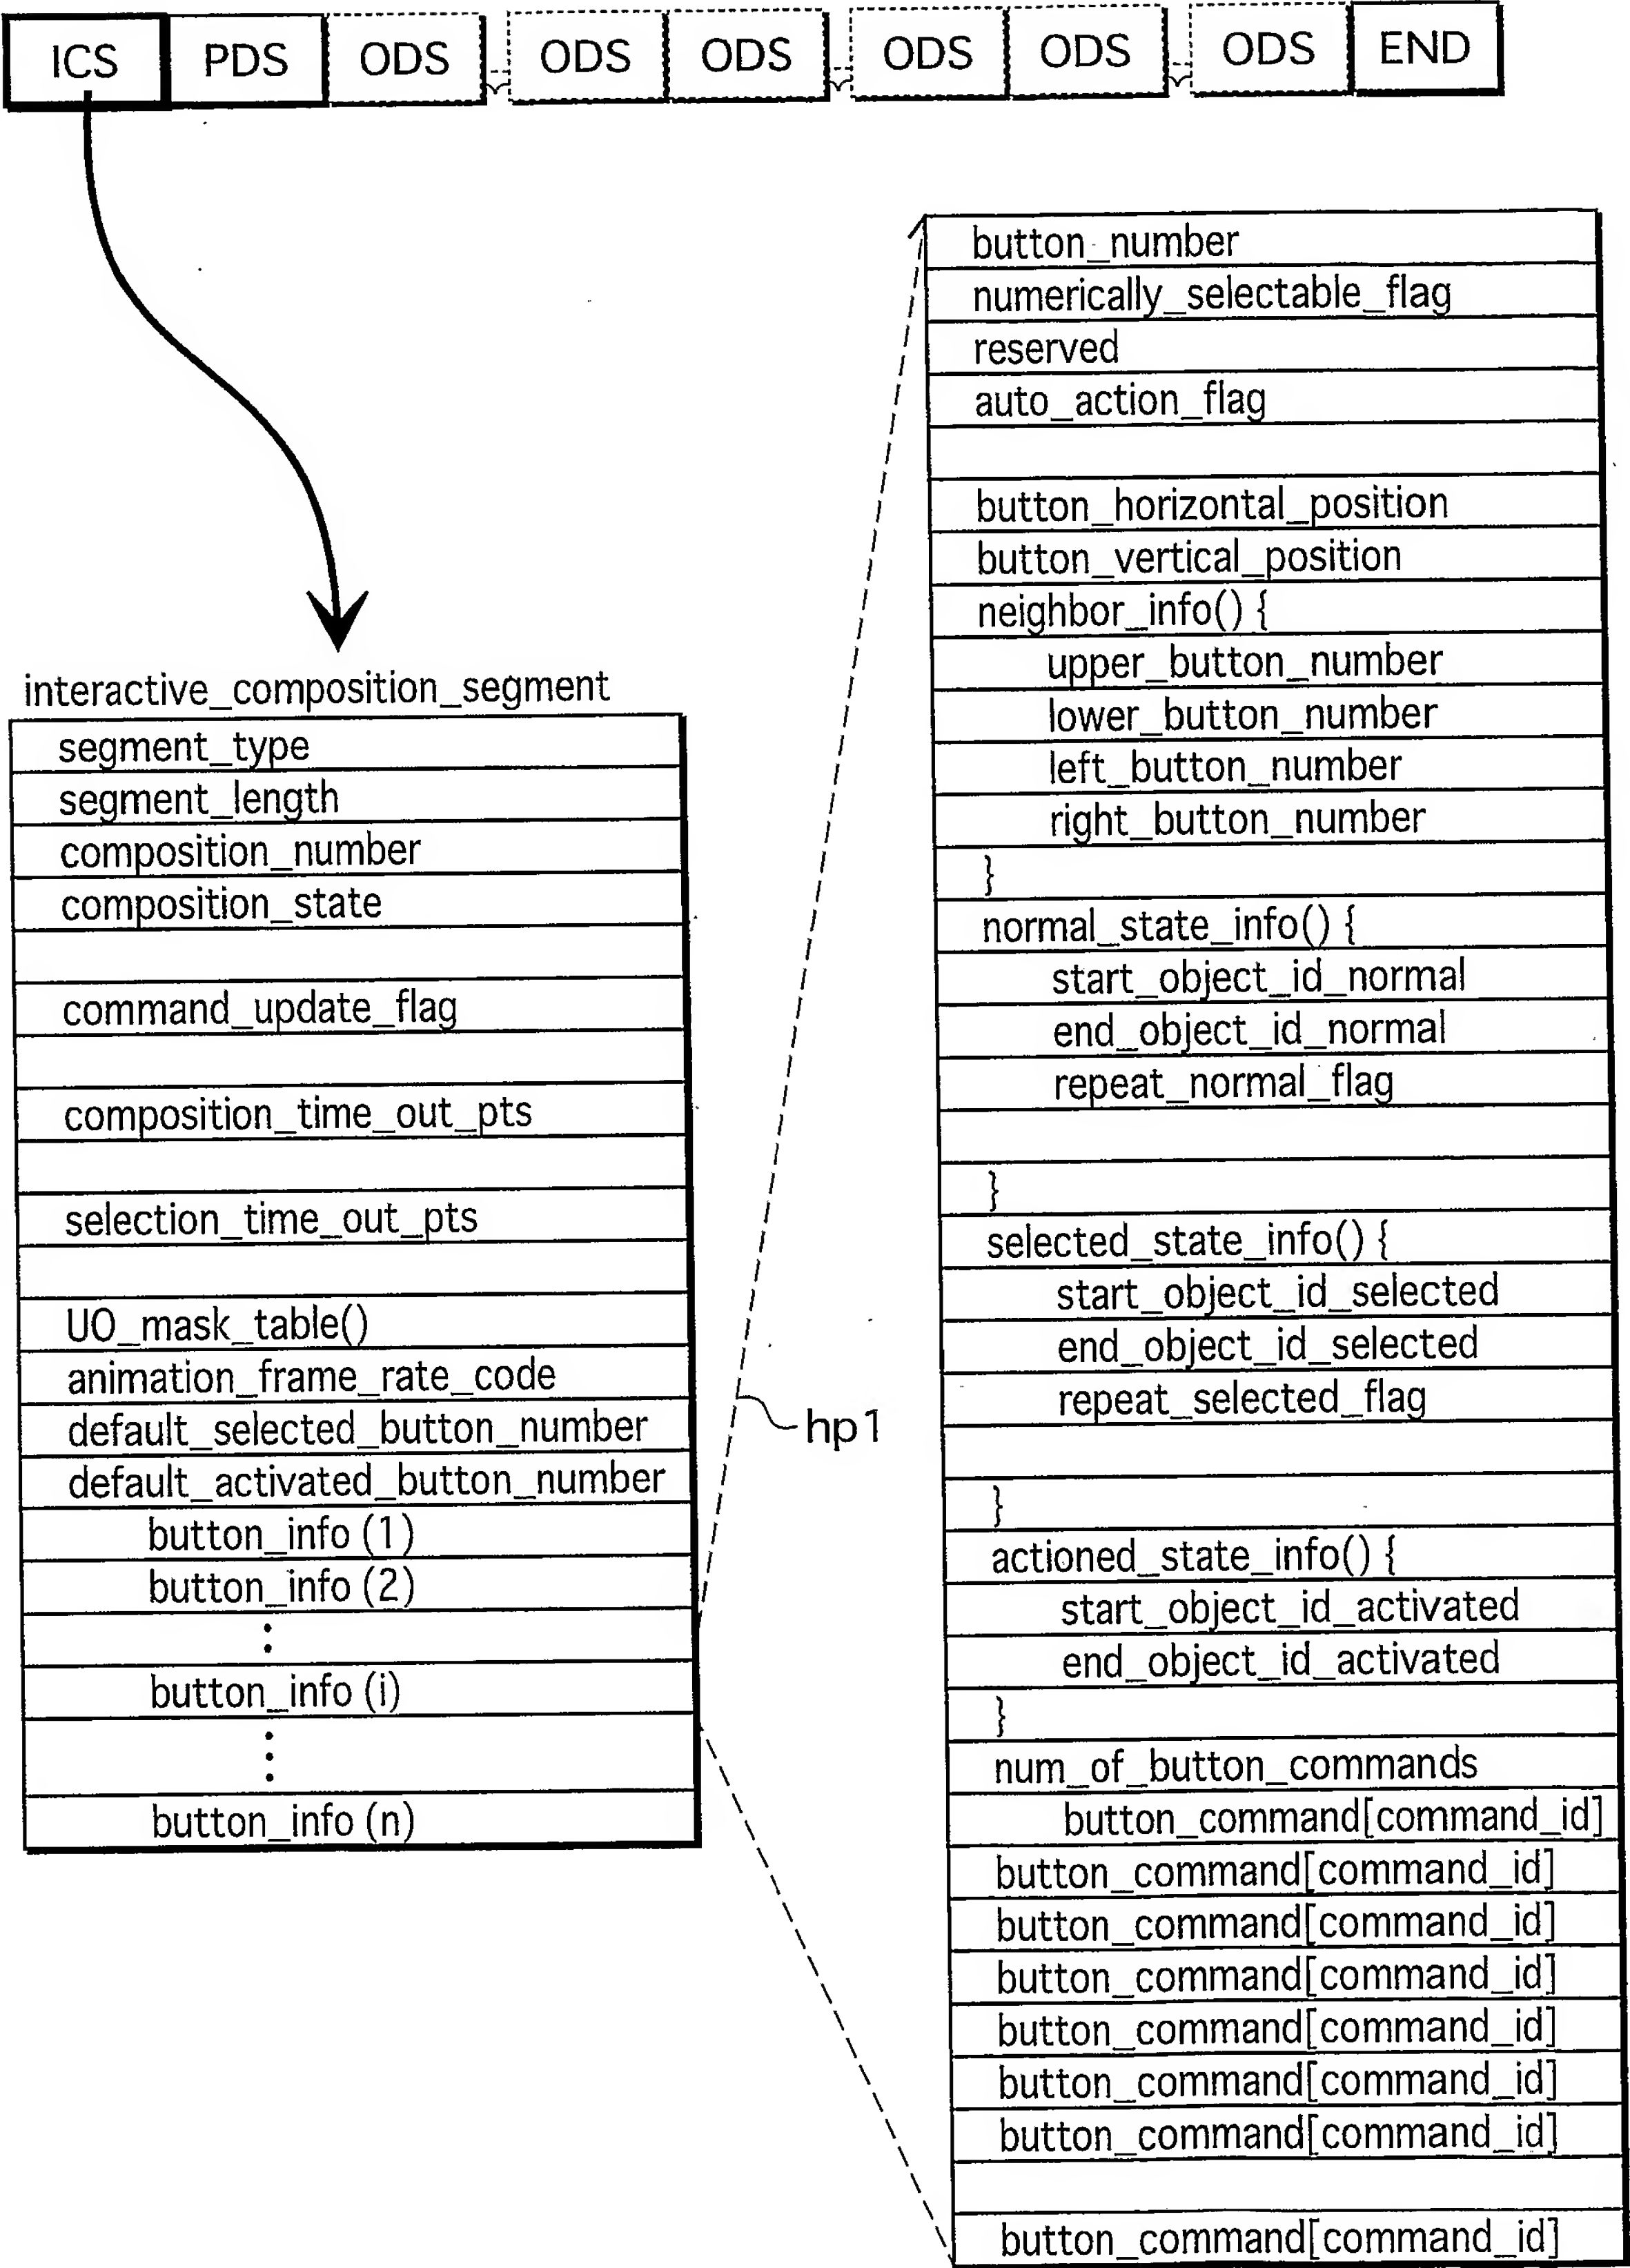 ICS PDS ODS ODS ODS ODS ODS ODS END
interactive_composition_segment
segment_type
segment_length
composition_number
composition_state
command_update_flag
composition_time_out_pts
selection_time_out_pts
UO_mask_table()
animation_frame_rate_code
default_selected_button_number
default_activated_button_number
button_info (1)
button_info (2)
button_info (i)
button_info (n)
hp1
button_number
numerically_selectable_flag
reserved
auto_action_flag
button_horizontal_position
button_vertical_position
neighbor_info() {
upper_button_number
lower_button_number
left_button_number
right_button_number
}
normal_state_info() {
start_object_id_normal
end_object_id_normal
repeat_normal_flag
}
selected_state_info() {
start_object_id_selected
end_object_id_selected
repeat_selected_flag
}
actioned_state_info() {
start_object_id_activated
end_object_id_activated
}
num_of_button_commands
button_command[command_id]
button_command[command_id]
button_command[command_id]
button_command[command_id]
button_command[command_id]
button_command[command_id]
button_command[command_id]
button_command[command_id]